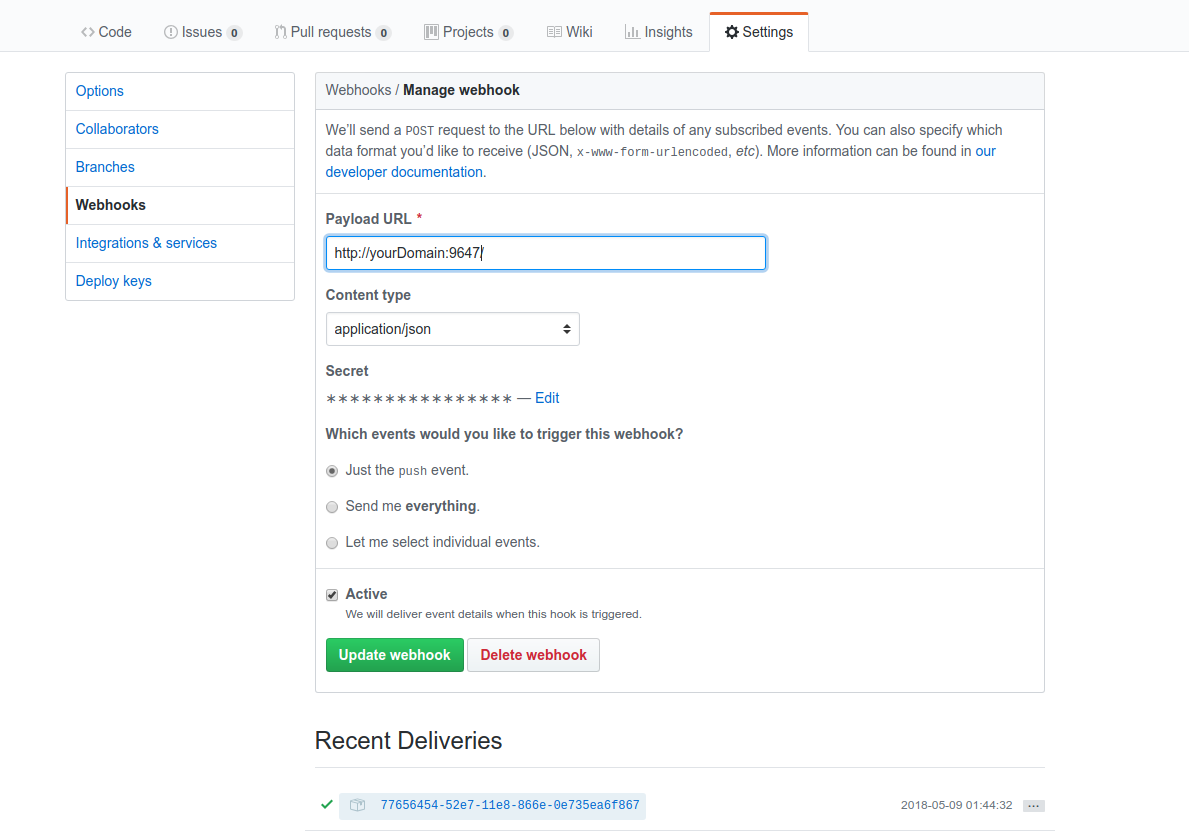 Code Issues 0 Pull requests 0 Projects 0 Wiki Insights Settings
Options
Collaborators
Branches
Webhooks
Integrations & services
Deploy keys
Webhooks / Manage webhook
We'll send a POST request to the URL below with details of any subscribed events. You can also specify which
data format you'd like to receive (JSON, x-www-form-urlencoded, etc). More information can be found in our
developer documentation.
Payload URL *
http://yourDomain:9647/
Content type
application/json
Secret
∗∗∗∗∗∗∗∗∗∗∗∗∗∗∗∗ — Edit
Which events would you like to trigger this webhook?
Just the push event.
Send me everything.
Let me select individual events.
Active
We will deliver event details when this hook is triggered.
Update webhook Delete webhook
Recent Deliveries
77656454-52e7-11e8-866e-0e735ea6f867 2018-05-09 01:44:32 ...